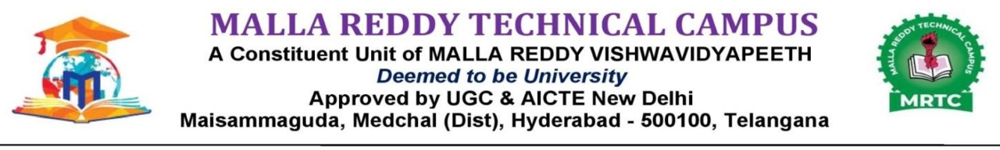 MALLA REDDY TECHNICAL CAMPUS
A Constituent Unit of MALLA REDDY VISHWAVIDYAPEETH
Deemed to be University
Approved by UGC & AICTE New Delhi
Maisammaguda, Medchal (Dist), Hyderabad - 500100, Telangana
M
MALLA REDDY TECHNICAL CAMPUS
MRTC